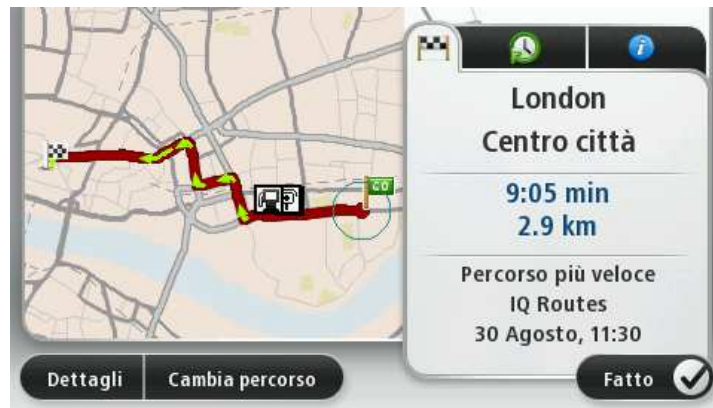 GO
London
Centro città
9:05 min
2.9 km
Percorso più veloce
IQ Routes
30 Agosto, 11:30
Dettagli
Cambia percorso
Fatto